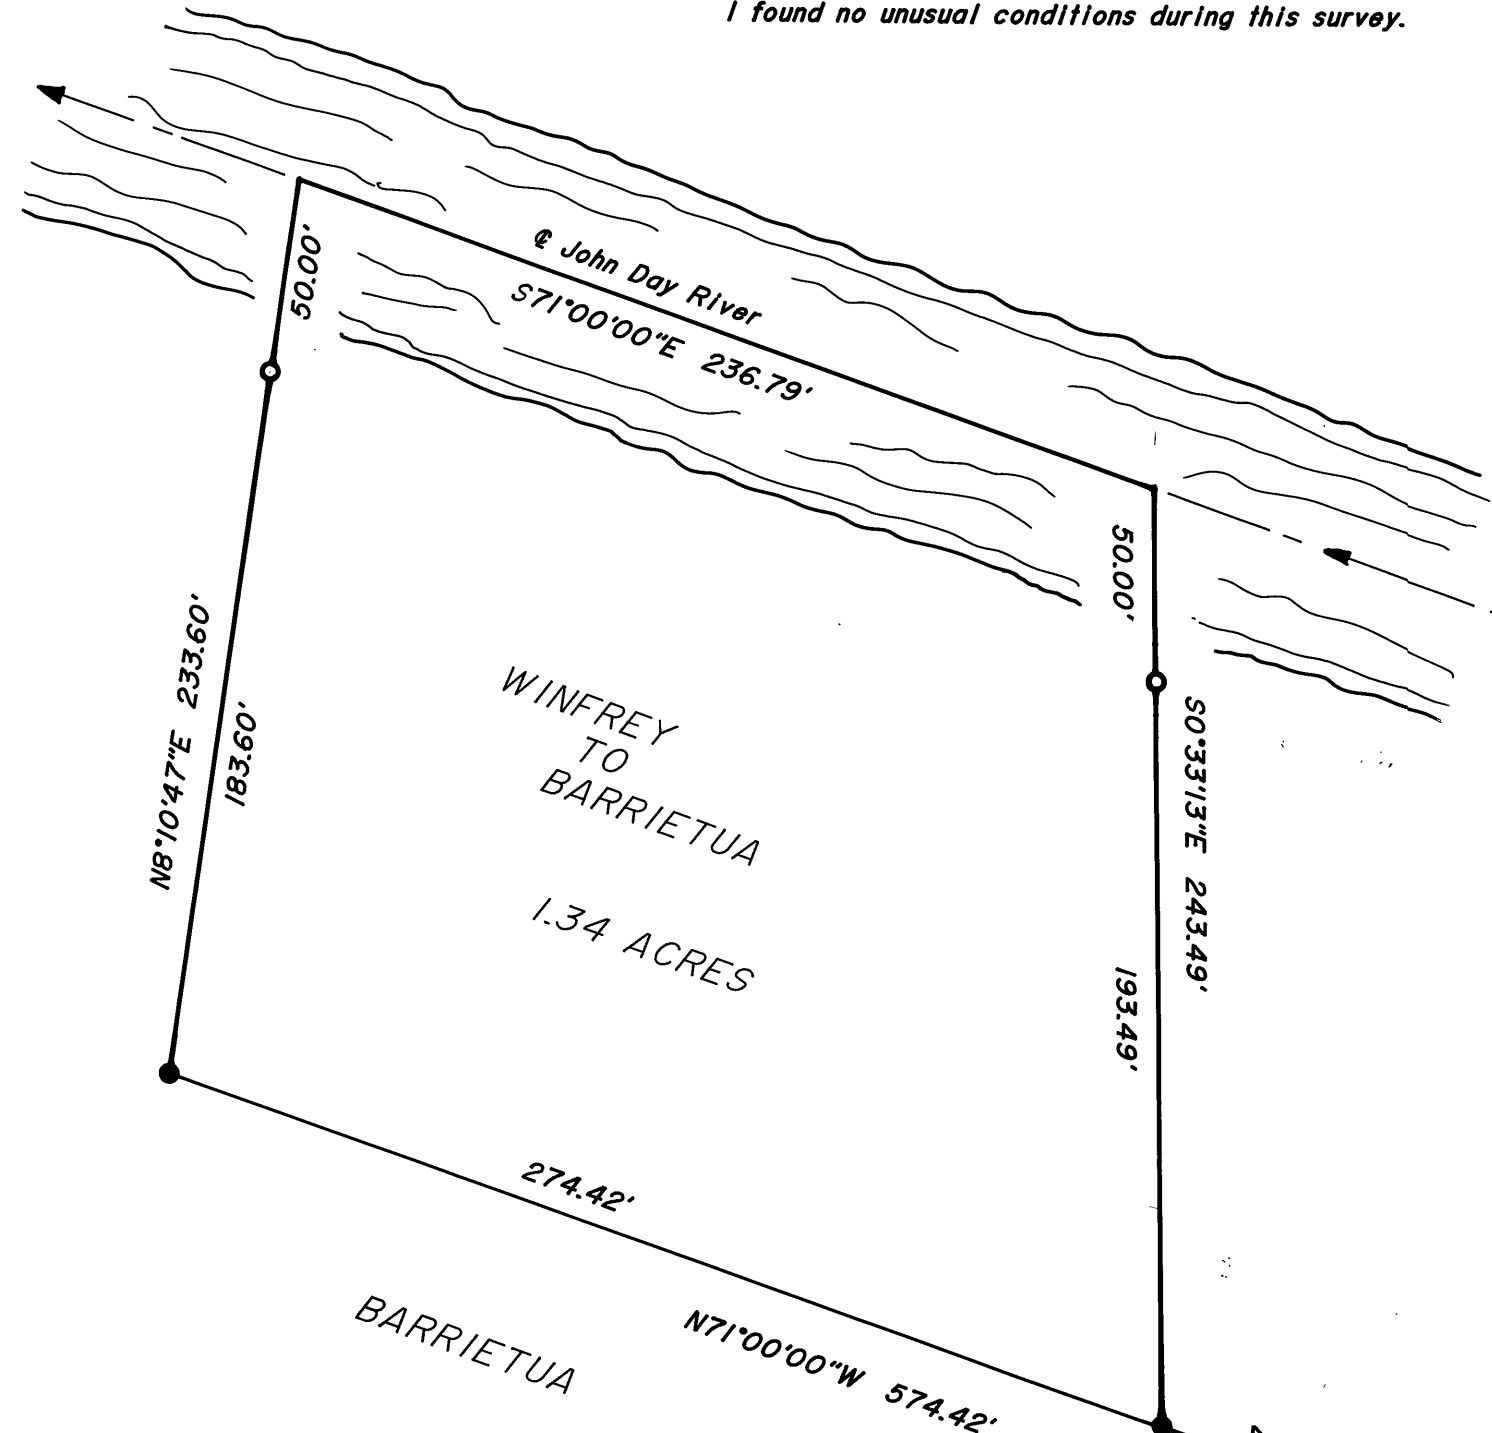 I found no unusual conditions during this survey.
50.00'
℄ John Day River
S71°00'00"E 236.79'
50.00'
N8°10'47"E 233.60'
183.60'
WINFREY
TO
BARRIETUA
1.34 ACRES
S0°33'13"E 243.49'
193.49'
274.42'
N71°00'00"W 574.42'
BARRIETUA